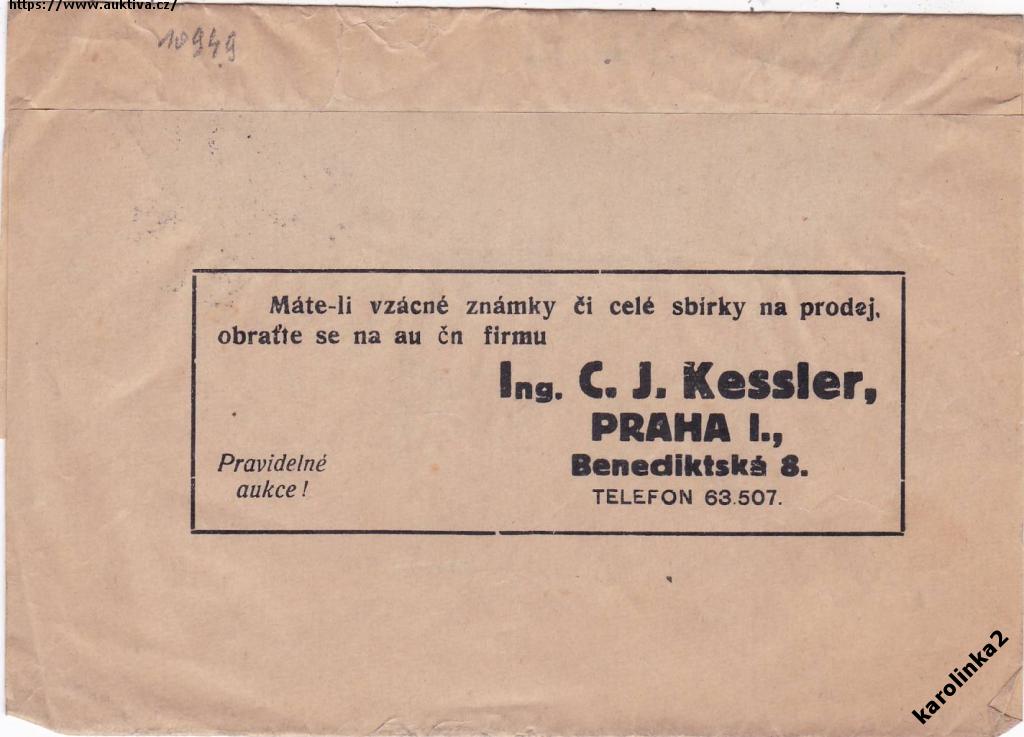 https://www.auktiva.cz/
10949
Máte-li vzácné známky či celé sbírky na prodej,
obraťte se na au čn firmu
Ing. C. J. Kessler,
PRAHA I.,
Benediktská 8.
TELEFON 63.507.
Pravidelné
aukce!
karolinka2